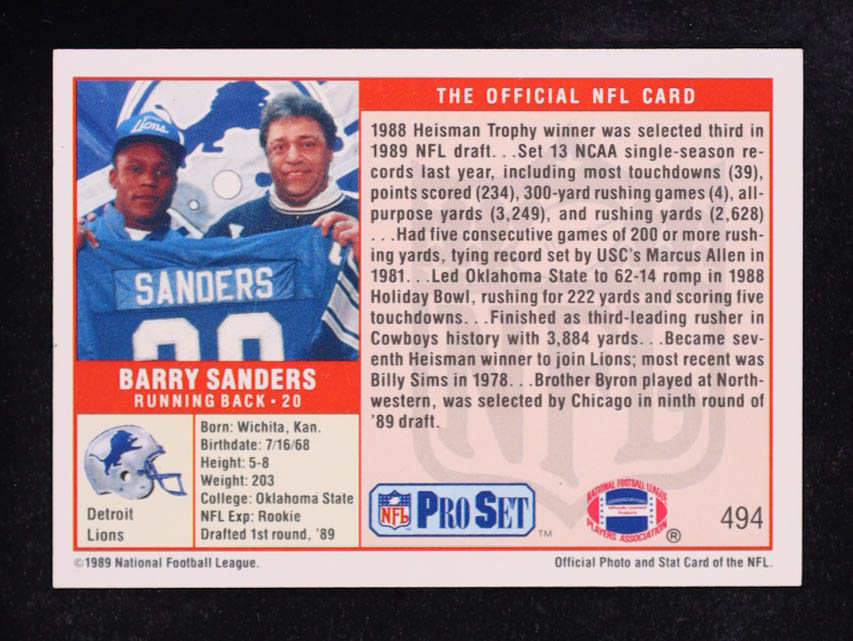 THE OFFICIAL NFL CARD
Lions
SANDERS
20
BARRY SANDERS
RUNNING BACK • 20
1988 Heisman Trophy winner was selected third in
1989 NFL draft. . .Set 13 NCAA single-season re-
cords last year, including most touchdowns (39),
points scored (234), 300-yard rushing games (4), all-
purpose yards (3,249), and rushing yards (2,628)
. . .Had five consecutive games of 200 or more rush-
ing yards, tying record set by USC's Marcus Allen in
1981. . .Led Oklahoma State to 62-14 romp in 1988
Holiday Bowl, rushing for 222 yards and scoring five
touchdowns. . .Finished as third-leading rusher in
Cowboys history with 3,884 yards. . .Became sev-
enth Heisman winner to join Lions; most recent was
Billy Sims in 1978. . .Brother Byron played at North-
western, was selected by Chicago in ninth round of
'89 draft.
Detroit
Lions
Born: Wichita, Kan.
Birthdate: 7/16/68
Height: 5-8
Weight: 203
College: Oklahoma State
NFL Exp: Rookie
Drafted 1st round, '89
NFL
NFL PRO SET ™
NATIONAL FOOTBALL LEAGUE
Officially Licensed
Products
PLAYERS ASSOCIATION ®
494
©1989 National Football League.
Official Photo and Stat Card of the NFL.